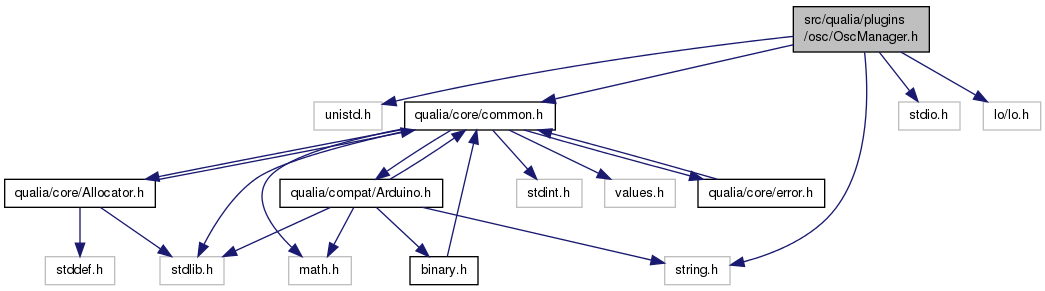 src/qualia/plugins
/osc/OscManager.h
unistd.h
qualia/core/common.h
stdio.h
lo/lo.h
qualia/core/Allocator.h
qualia/compat/Arduino.h
stdint.h
values.h
qualia/core/error.h
stddef.h
stdlib.h
math.h
binary.h
string.h